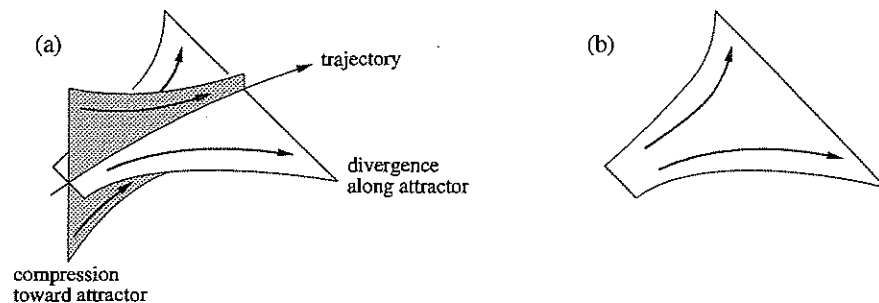 (a)
trajectory
divergence
along attractor
compression
toward attractor
(b)